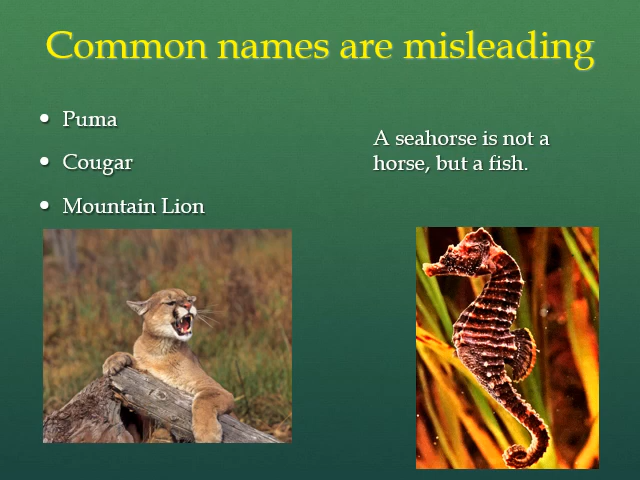 Common names are misleading
• Puma
• Cougar
• Mountain Lion
A seahorse is not a
horse, but a fish.